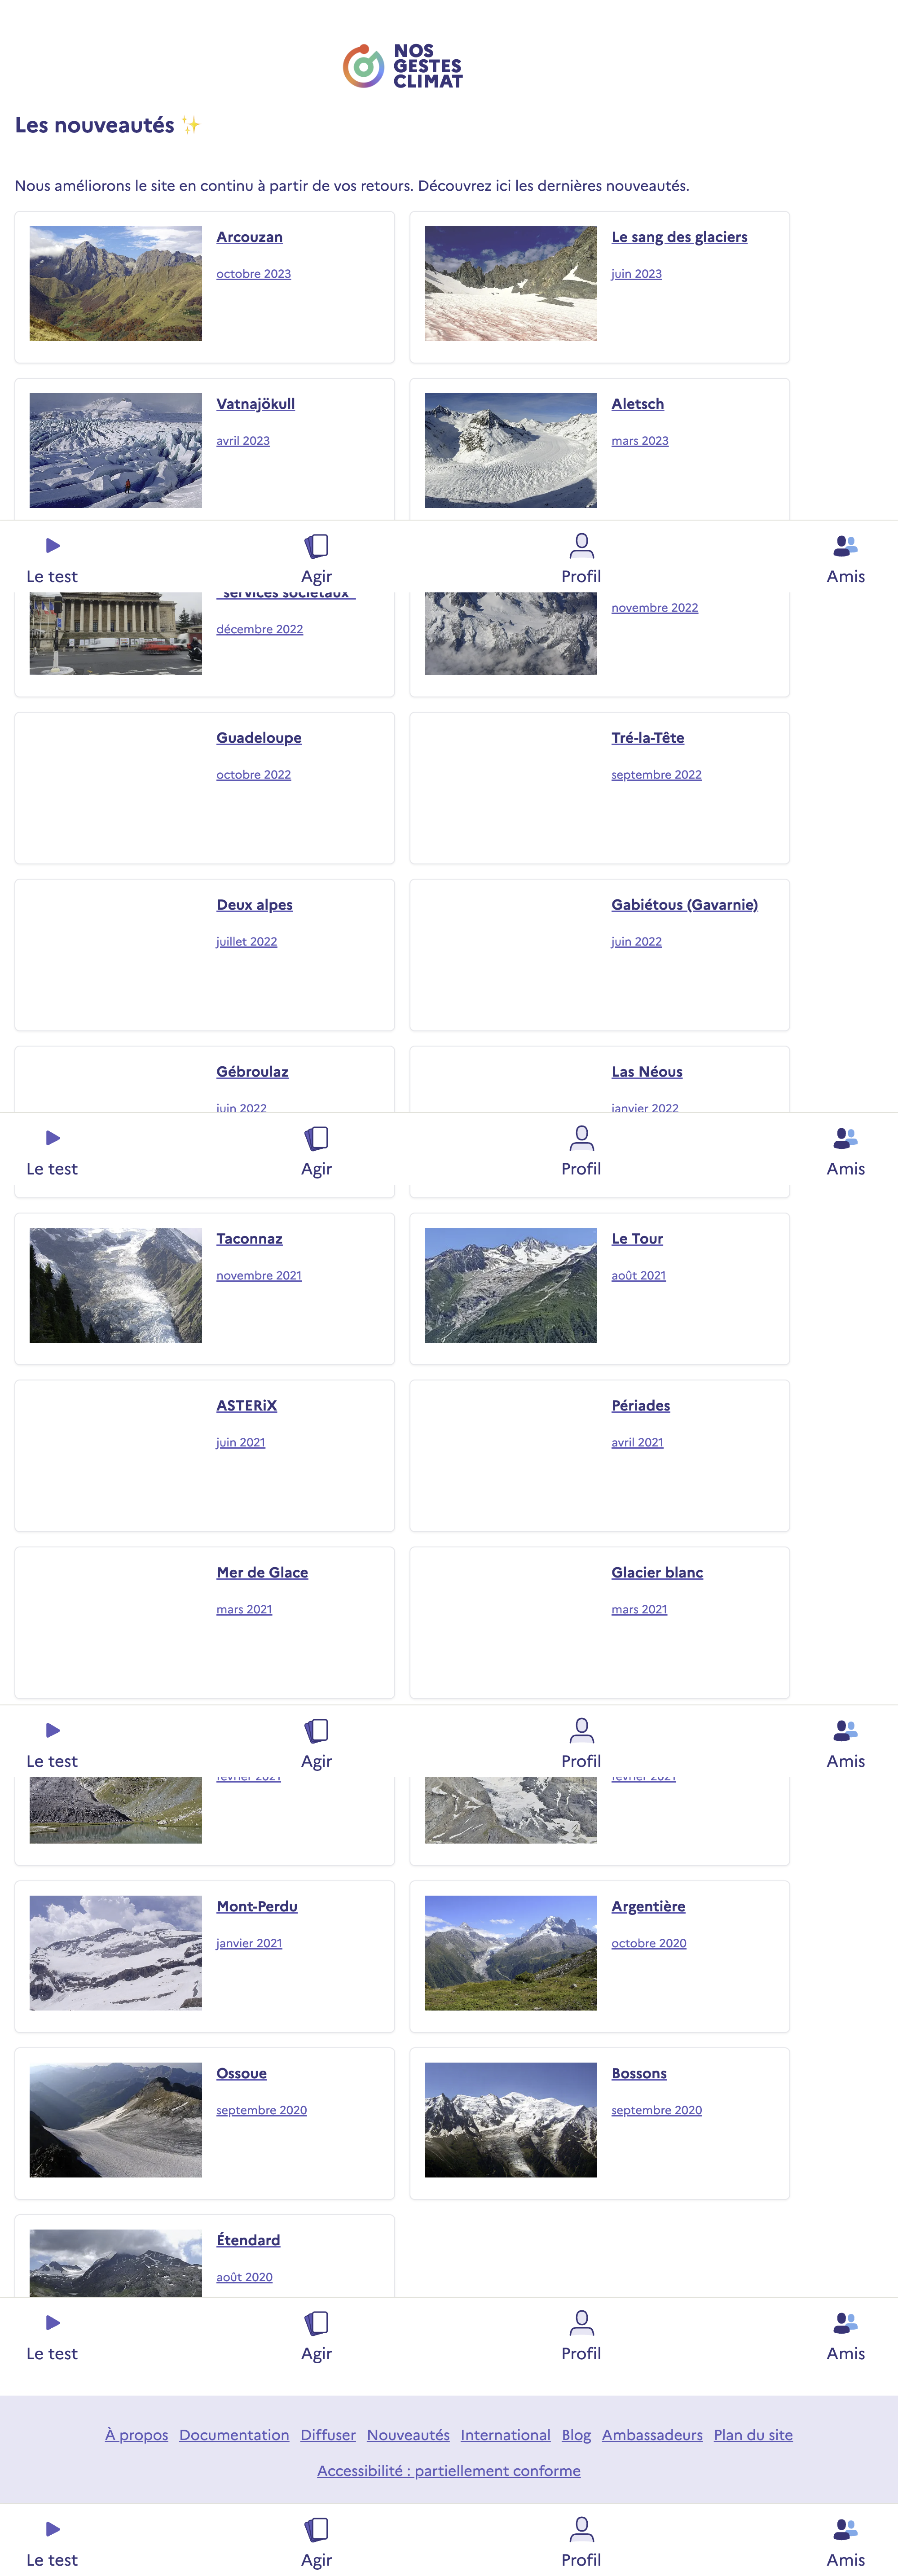 NOS
GESTES
CLIMAT
Les nouveautés ✨
Nous améliorons le site en continu à partir de vos retours. Découvrez ici les dernières nouveautés.
Arcouzan
octobre 2023
Le sang des glaciers
juin 2023
Vatnajökull
avril 2023
Aletsch
mars 2023
Le test
Agir
Profil
Amis
services sociétaux
décembre 2022
novembre 2022
Guadeloupe
octobre 2022
Tré-la-Tête
septembre 2022
Deux alpes
juillet 2022
Gabiétous (Gavarnie)
juin 2022
Gébroulaz
juin 2022
Las Néous
janvier 2022
Le test
Agir
Profil
Amis
Taconnaz
novembre 2021
Le Tour
août 2021
ASTERiX
juin 2021
Périades
avril 2021
Mer de Glace
mars 2021
Glacier blanc
mars 2021
Le test
Agir
Profil
Amis
février 2021
février 2021
Mont-Perdu
janvier 2021
Argentière
octobre 2020
Ossoue
septembre 2020
Bossons
septembre 2020
Étendard
août 2020
Le test
Agir
Profil
Amis
À propos Documentation Diffuser Nouveautés International Blog Ambassadeurs Plan du site
Accessibilité : partiellement conforme
Le test
Agir
Profil
Amis